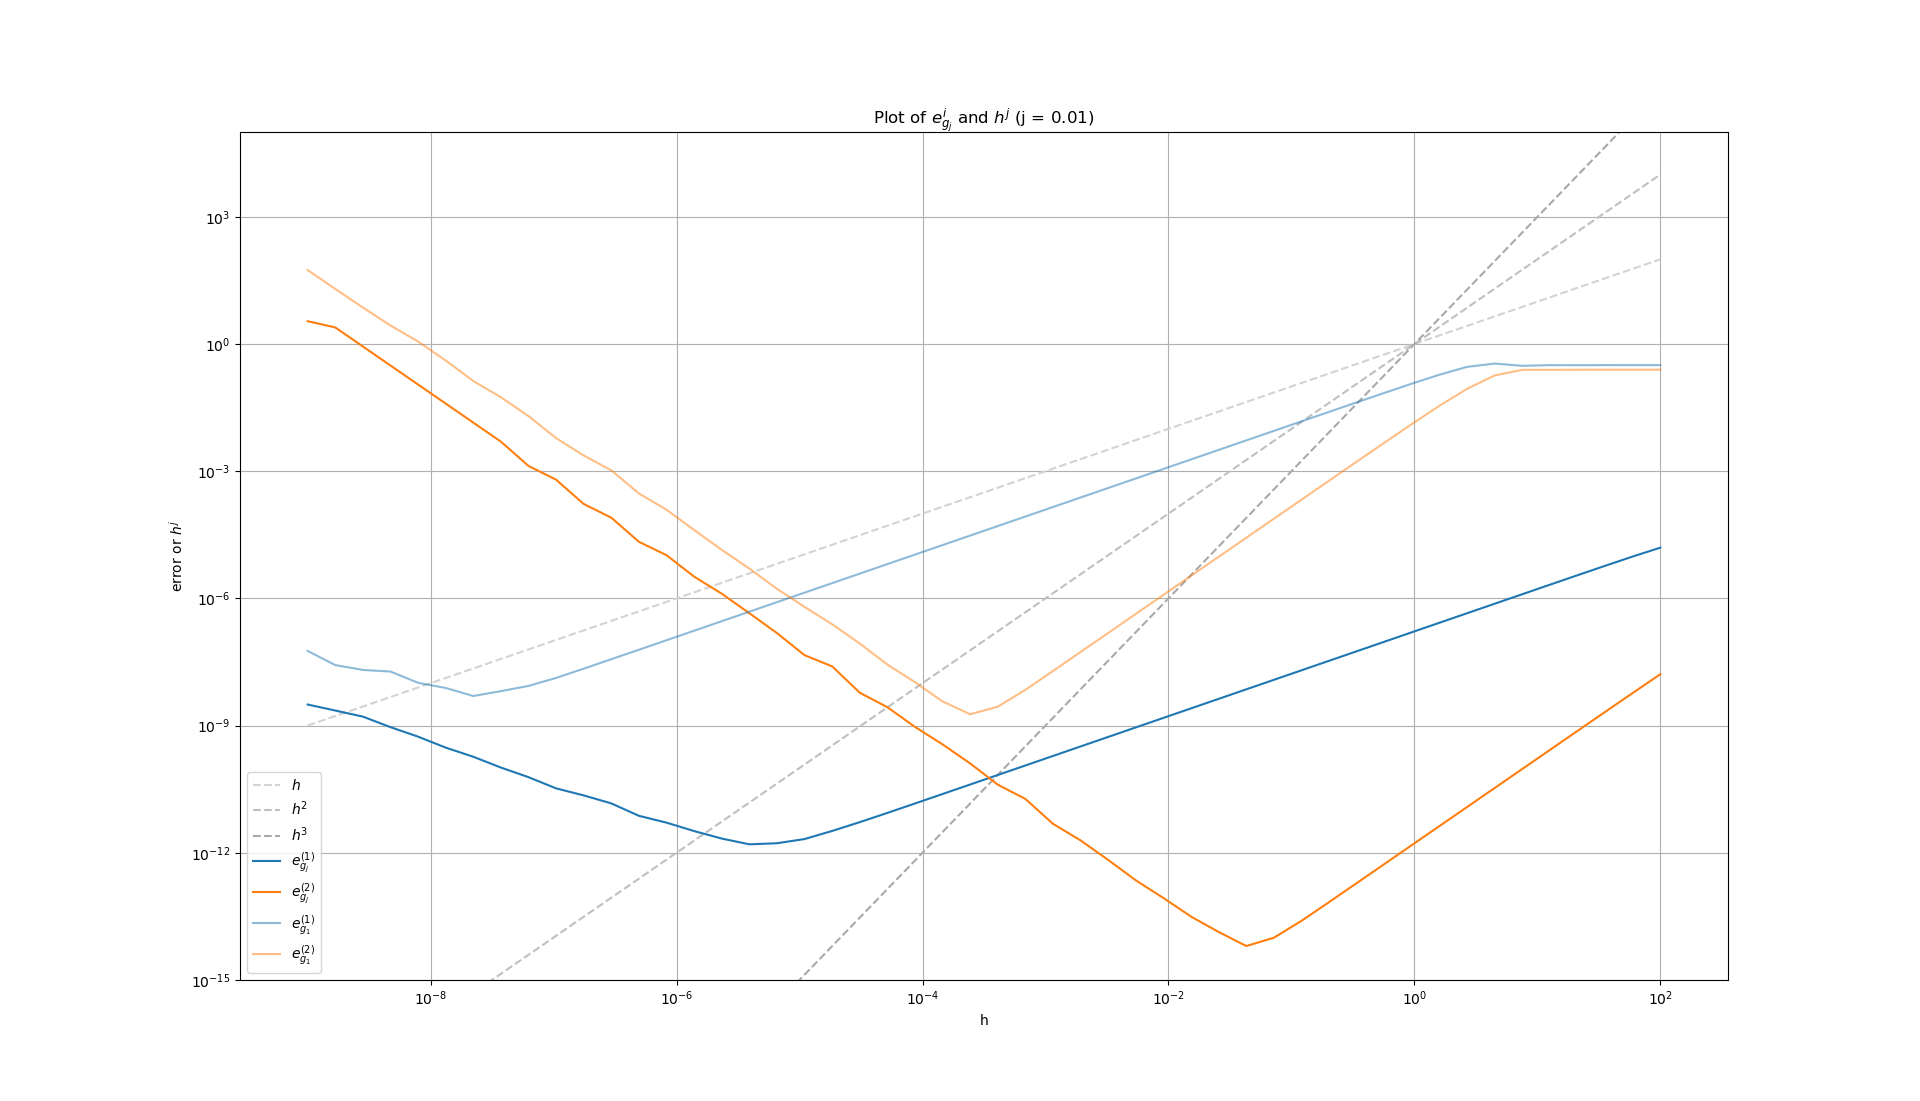 Plot of $e^i_{g_j}$ and $h^j$ (j = 0.01)
error or $h^j$
$10^3$
$10^0$
$10^{-3}$
$10^{-6}$
$10^{-9}$
$10^{-12}$
$10^{-15}$
$h$
$h^2$
$h^3$
$e^{(1)}_{g_j}$
$e^{(2)}_{g_j}$
$e^{(1)}_{g_1}$
$e^{(2)}_{g_1}$
$10^{-8}$
$10^{-6}$
$10^{-4}$
$10^{-2}$
$10^0$
$10^2$
h